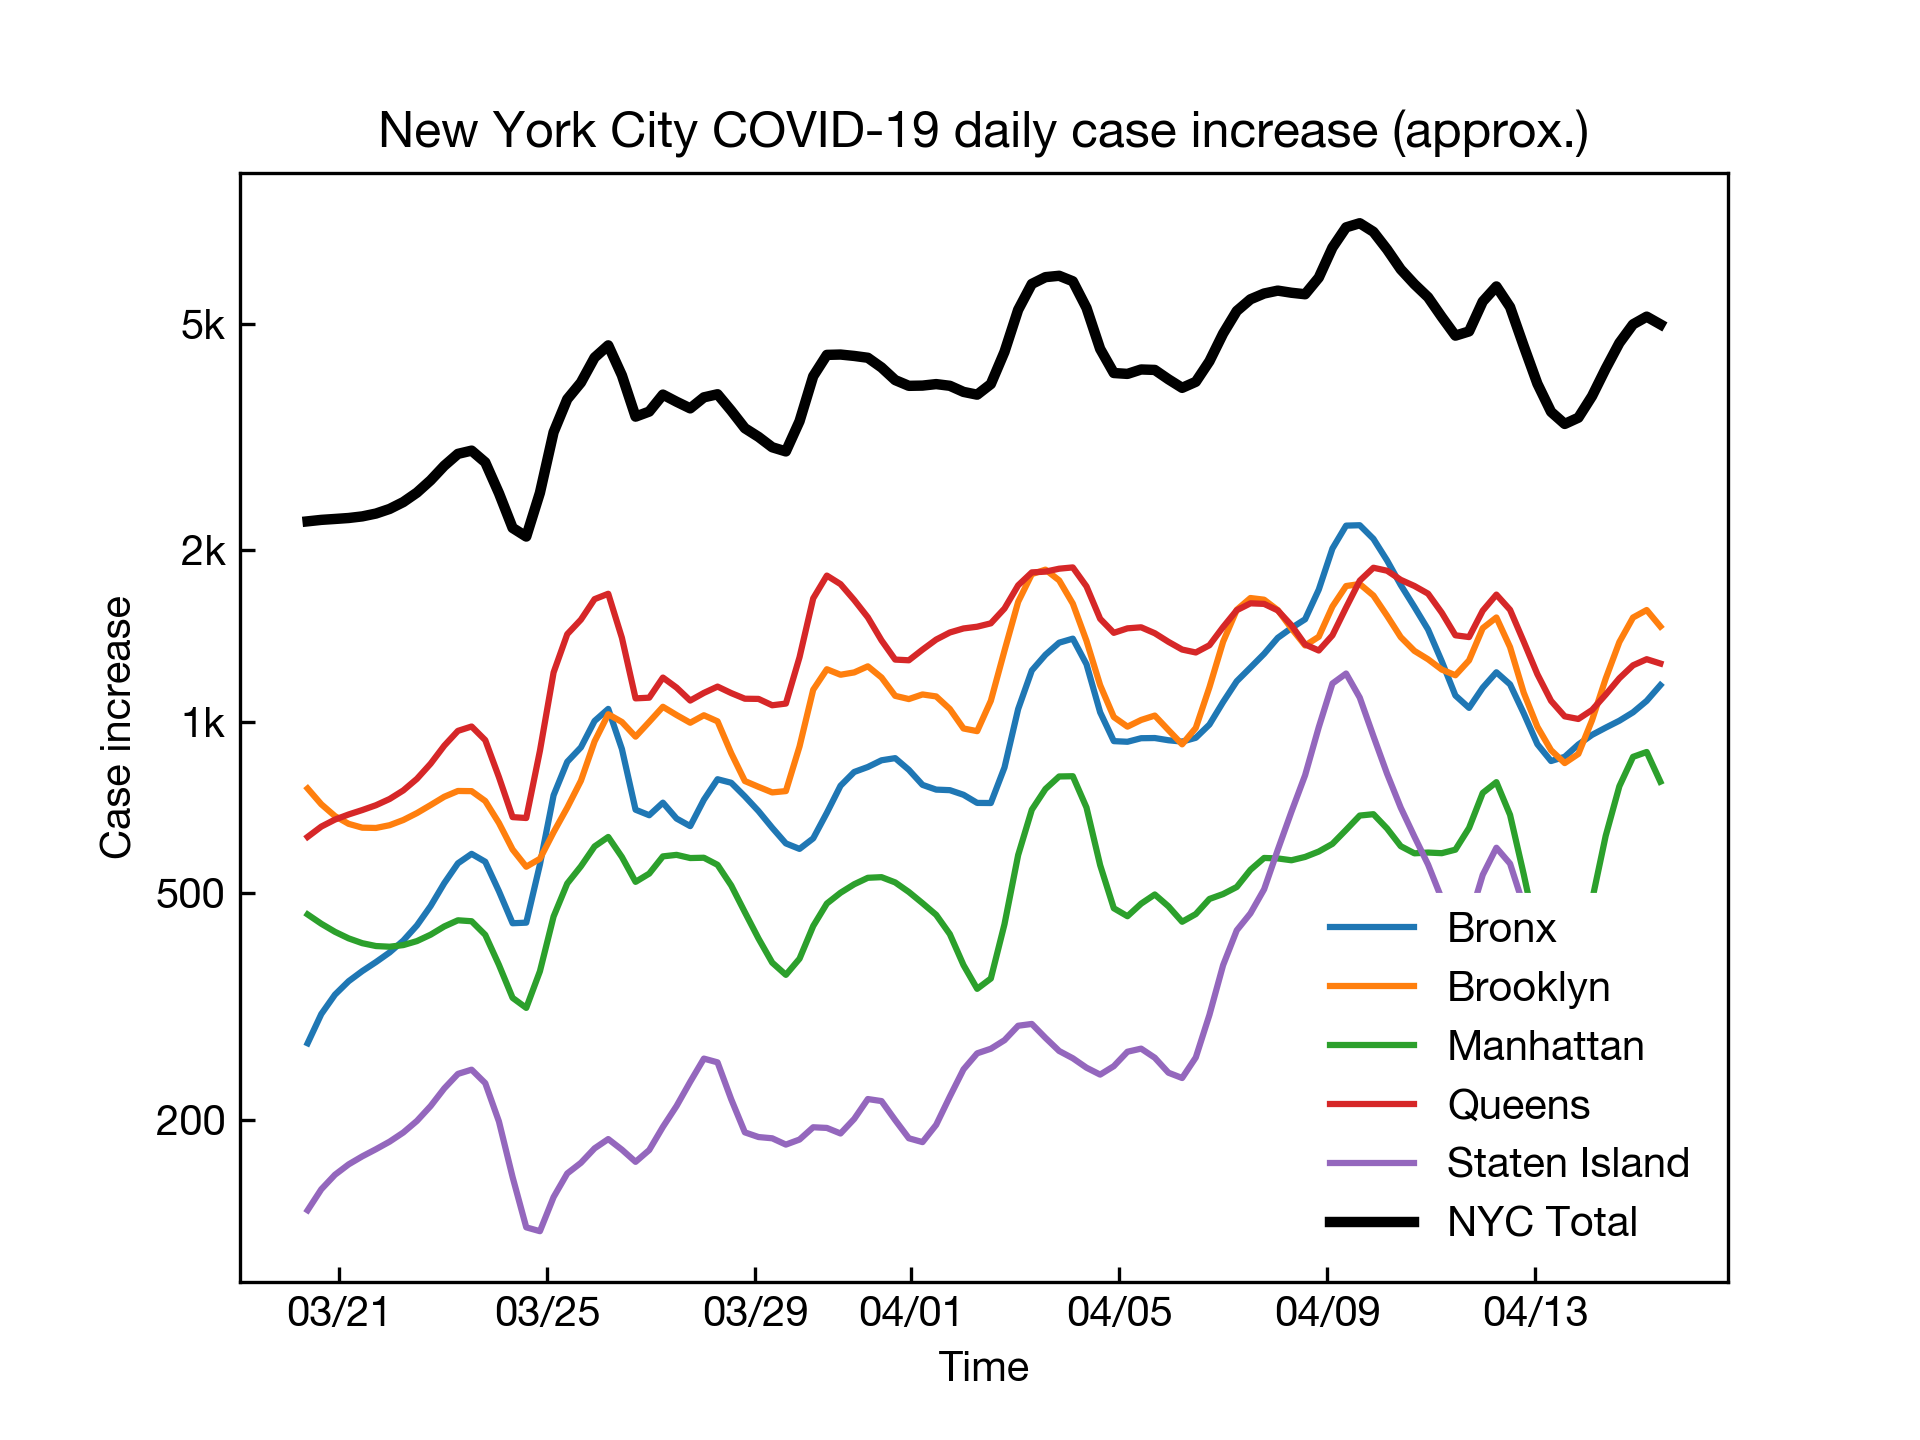 New York City COVID-19 daily case increase (approx.)
Case increase
5k
2k
1k
500
200
Bronx
Brooklyn
Manhattan
Queens
Staten Island
NYC Total
03/21 03/25 03/29 04/01 04/05 04/09 04/13
Time